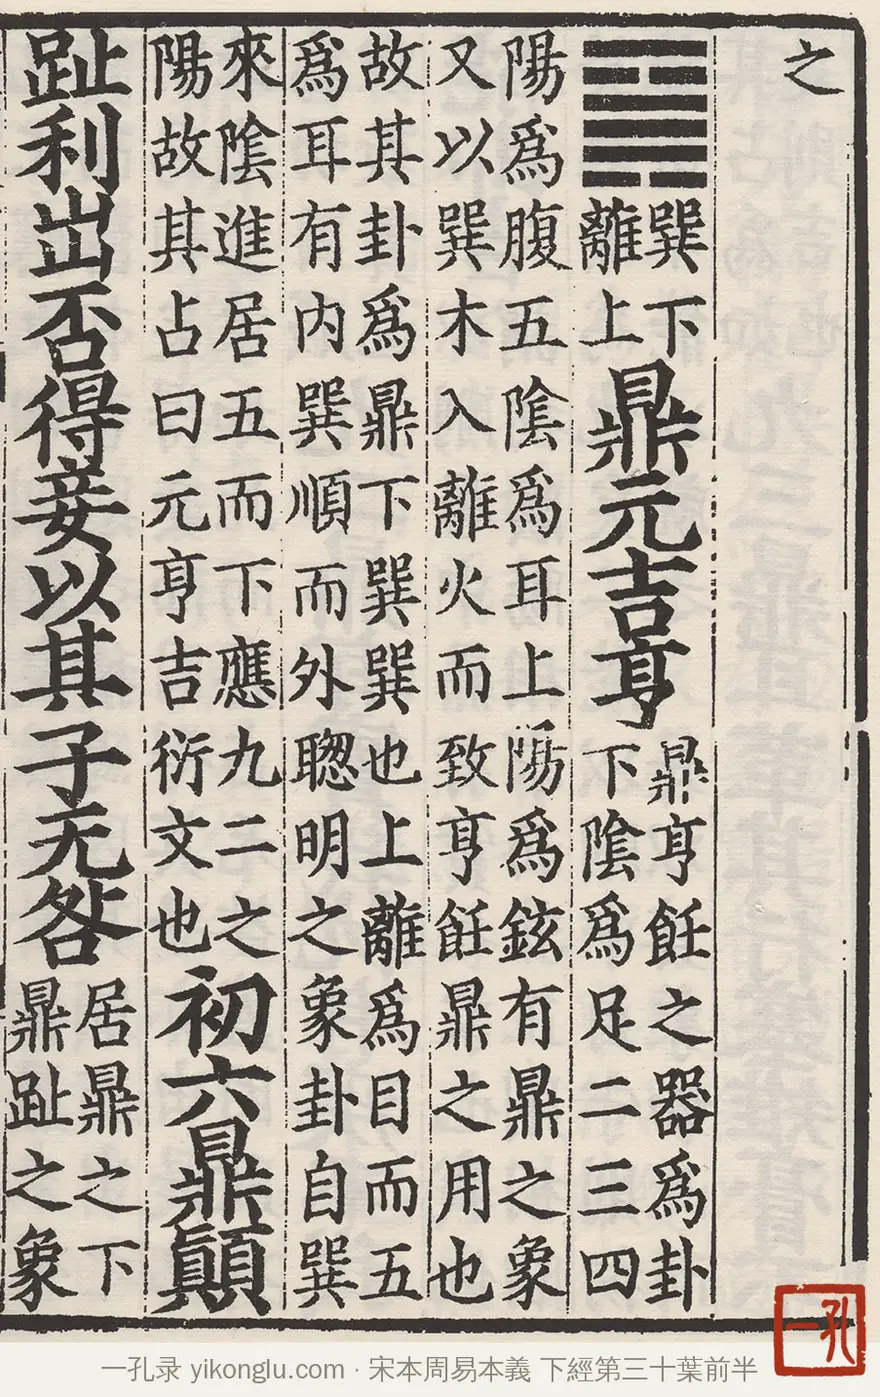 之
䷱
巽下
離上
鼎元吉亨
鼎亨飪之器爲卦
下陰爲足二三四
陽爲腹五陰爲耳上陽爲鉉有鼎之象
又以巽木入離火而致亨飪鼎之用也
故其卦爲鼎下巽巽也上離爲目而五
爲耳有内巽順而外聦明之象卦自巽
來陰進居五而下應九二之
陽故其占曰元亨吉衍文也
初六鼎顛
趾利出否得妾以其子无咎
居鼎之下
鼎趾之象
一孔
一孔录 yikonglu.com · 宋本周易本義 下經第三十葉前半